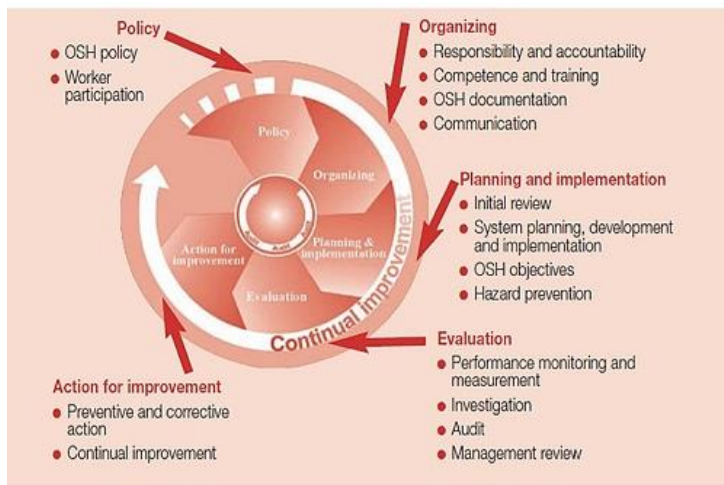 Policy
● OSH policy
● Worker
participation
Organizing
● Responsibility and accountability
● Competence and training
● OSH documentation
● Communication
Planning and implementation
● Initial review
● System planning, development
and implementation
● OSH objectives
● Hazard prevention
Evaluation
● Performance monitoring and
measurement
● Investigation
● Audit
● Management review
Action for improvement
● Preventive and corrective
action
● Continual improvement
Policy
Organizing
Planning &
implementation
Evaluation
Action for
improvement
Continual improvement
Audit
Audit
Audit